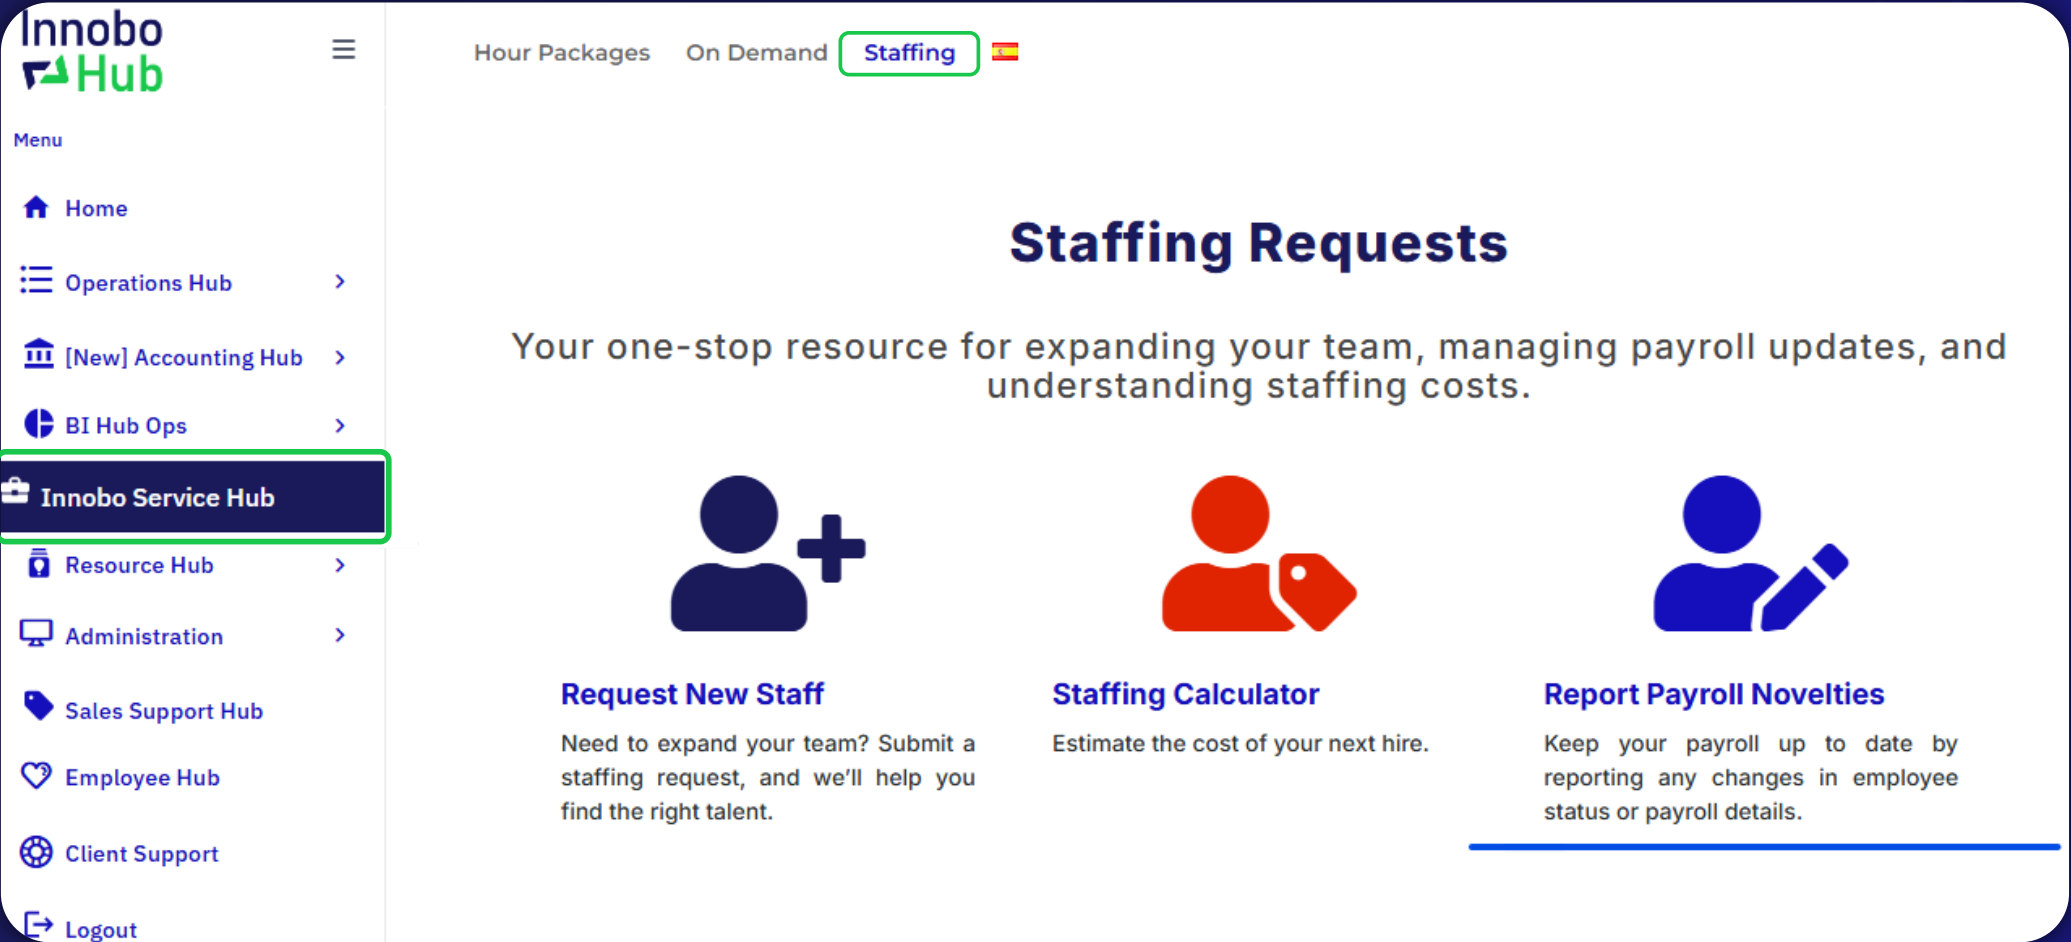 Innobo
Hub
Menu
Home
Operations Hub
[New] Accounting Hub
BI Hub Ops
Innobo Service Hub
Resource Hub
Administration
Sales Support Hub
Employee Hub
Client Support
Logout
Hour Packages On Demand Staffing
Staffing Requests
Your one-stop resource for expanding your team, managing payroll updates, and
understanding staffing costs.
Request New Staff
Need to expand your team? Submit a
staffing request, and we’ll help you
find the right talent.
Staffing Calculator
Estimate the cost of your next hire.
Report Payroll Novelties
Keep your payroll up to date by
reporting any changes in employee
status or payroll details.